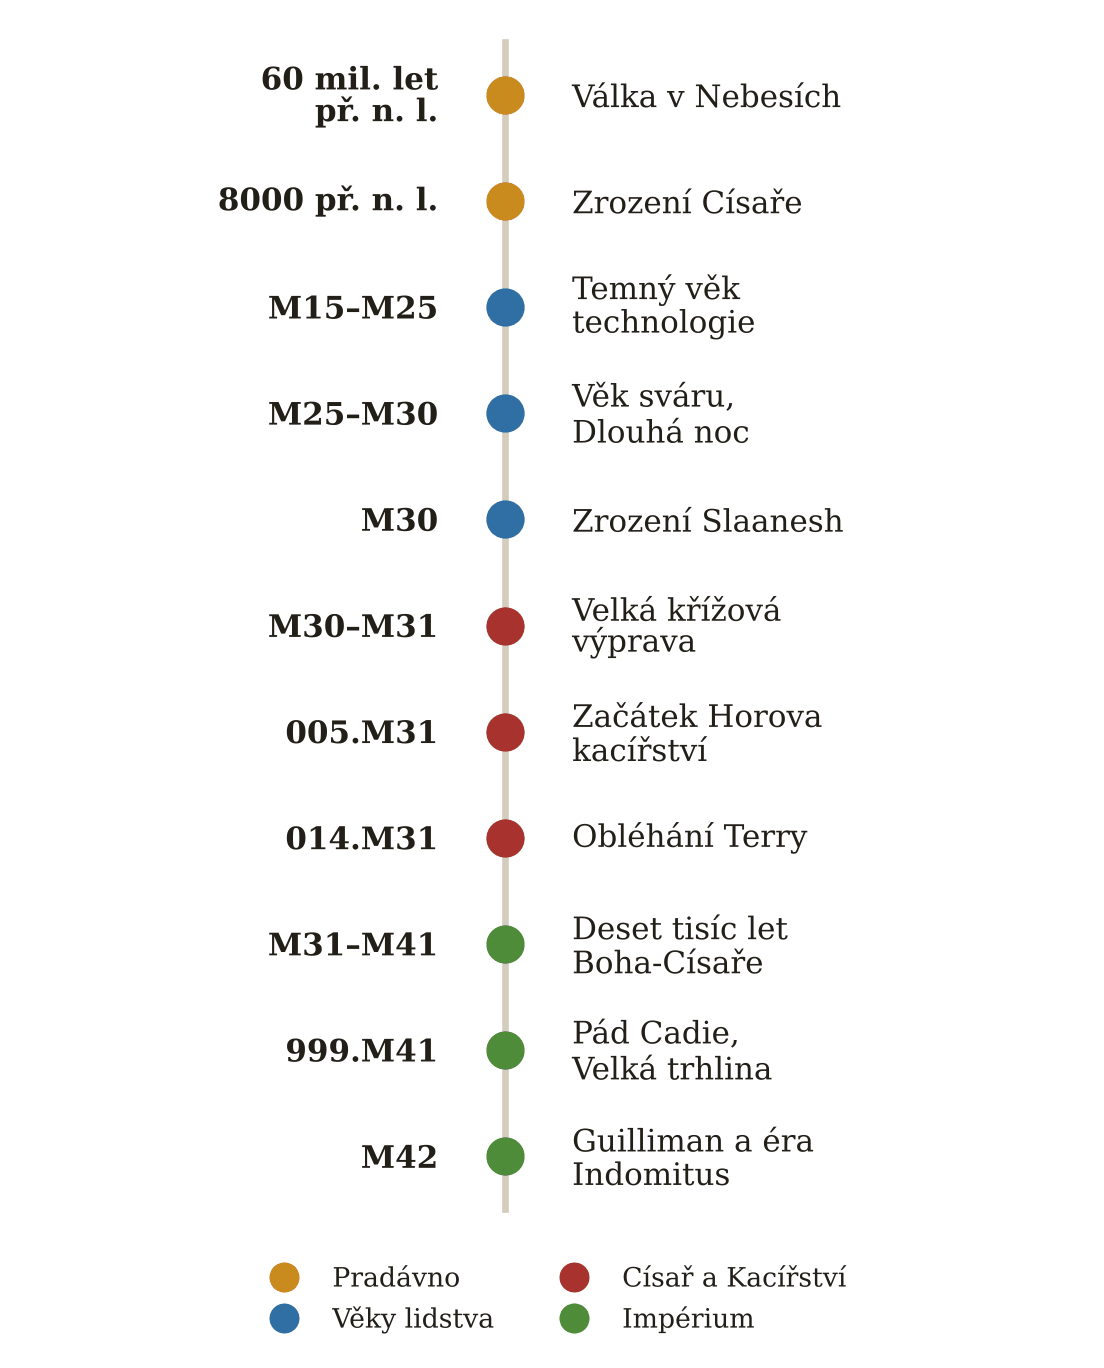 60 mil. let
př. n. l.
Válka v Nebesích
8000 př. n. l.
Zrození Císaře
M15–M25
Temný věk
technologie
M25–M30
Věk sváru,
Dlouhá noc
M30
Zrození Slaanesh
M30–M31
Velká křížová
výprava
005.M31
Začátek Horova
kacířství
014.M31
Obléhání Terry
M31–M41
Deset tisíc let
Boha-Císaře
999.M41
Pád Cadie,
Velká trhlina
M42
Guilliman a éra
Indomitus
Pradávno
Věky lidstva
Císař a Kacířství
Impérium